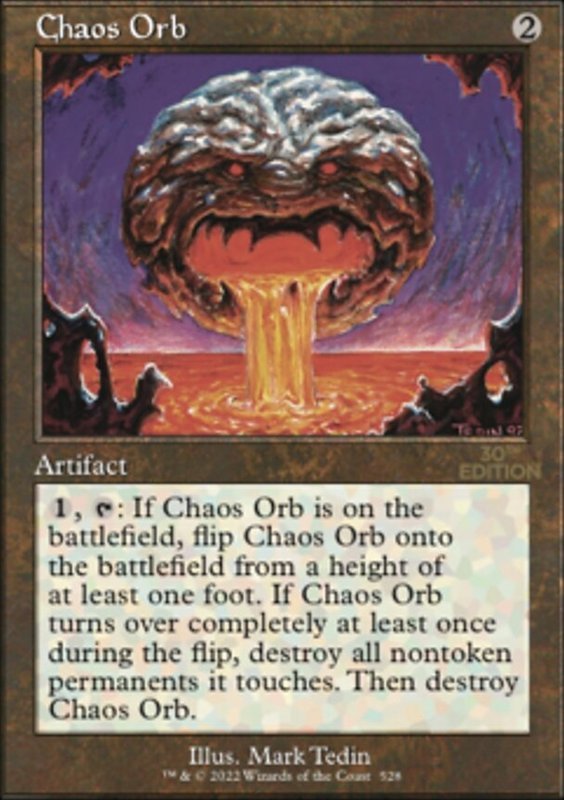 Chaos Orb 2
Artifact
30TH EDITION
1, : If Chaos Orb is on the
battlefield, flip Chaos Orb onto
the battlefield from a height of
at least one foot. If Chaos Orb
turns over completely at least once
during the flip, destroy all nontoken
permanents it touches. Then destroy
Chaos Orb.
Illus. Mark Tedin
™ & © 2022 Wizards of the Coast 528